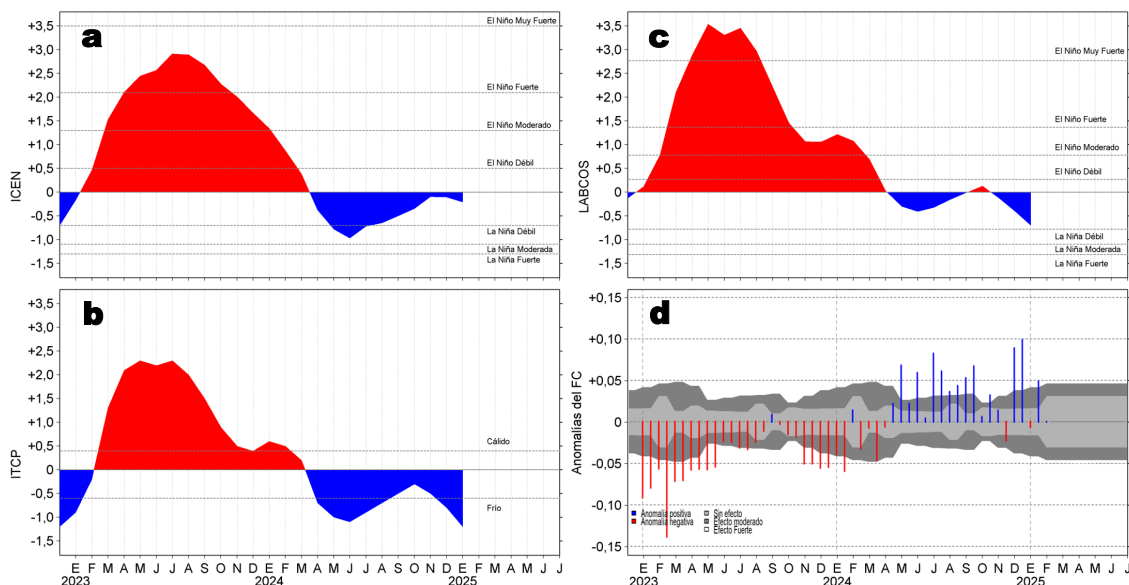 a
ICEN
+3,5
+3,0
+2,5
+2,0
+1,5
+1,0
+0,5
0
-0,5
-1,0
-1,5
El Niño Muy Fuerte
El Niño Fuerte
El Niño Moderado
El Niño Débil
La Niña Débil
La Niña Moderada
La Niña Fuerte
c
LABCOS
+3,5
+3,0
+2,5
+2,0
+1,5
+1,0
+0,5
0
-0,5
-1,0
-1,5
El Niño Muy Fuerte
El Niño Fuerte
El Niño Moderado
El Niño Débil
La Niña Débil
La Niña Moderada
La Niña Fuerte
b
ITCP
+3,5
+3,0
+2,5
+2,0
+1,5
+1,0
+0,5
0
-0,5
-1,0
-1,5
Cálido
Frío
E F M A M J J A S O N D E F M A M J J A S O N D E F M A M J J
2023 2024 2025
d
Anomalías del FC
+0,15
+0,10
+0,05
0
-0,05
-0,10
-0,15
Anomalía positiva
Anomalía negativa
Sin efecto
Efecto moderado
Efecto Fuerte
E F M A M J J A S O N D E F M A M J J A S O N D E F M A M J J
2023 2024 2025